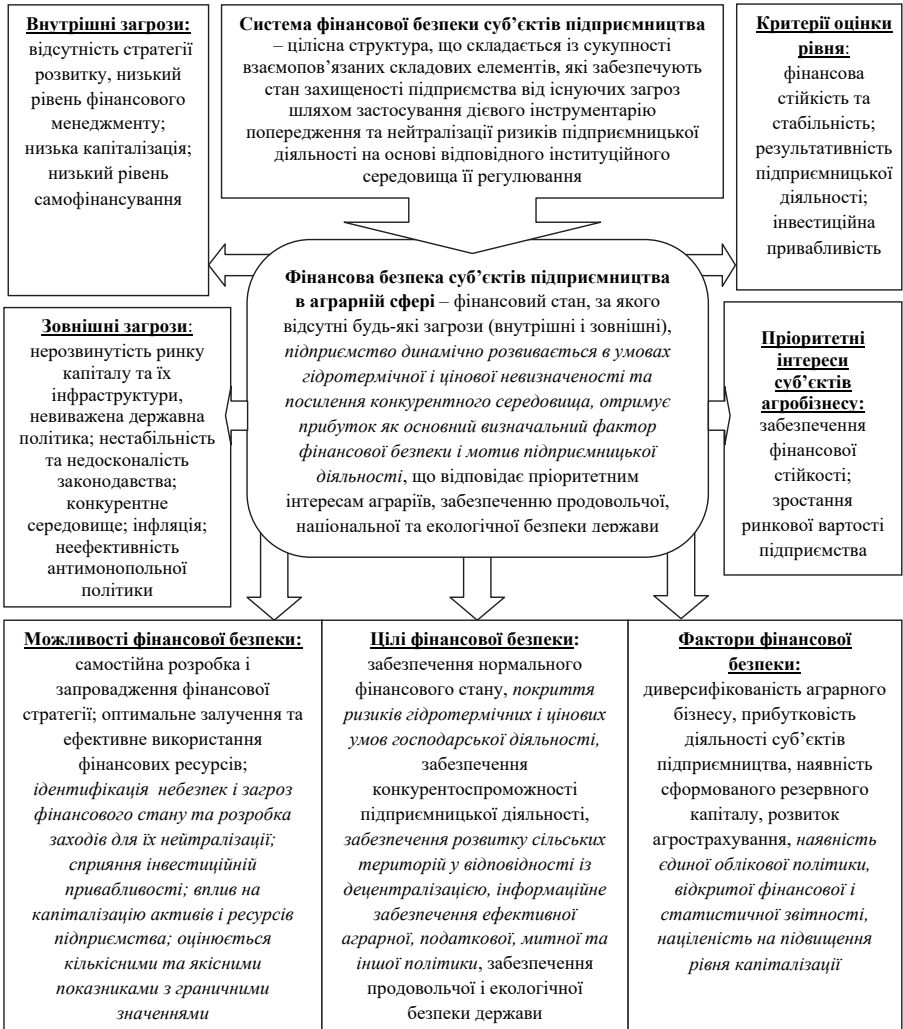 Внутрішні загрози:
відсутність стратегії
розвитку, низький
рівень фінансового
менеджменту;
низька капіталізація;
низький рівень
самофінансування
Система фінансової безпеки суб’єктів підприємництва
– цілісна структура, що складається із сукупності
взаємопов’язаних складових елементів, які забезпечують
стан захищеності підприємства від існуючих загроз
шляхом застосування дієвого інструментарію
попередження та нейтралізації ризиків підприємницької
діяльності на основі відповідного інституційного
середовища її регулювання
Критерії оцінки
рівня:
фінансова
стійкість та
стабільність;
результативність
підприємницької
діяльності;
інвестиційна
привабливість
Фінансова безпека суб’єктів підприємництва
в аграрній сфері – фінансовий стан, за якого
відсутні будь-які загрози (внутрішні і зовнішні),
підприємство динамічно розвивається в умовах
гідротермічної і цінової невизначеності та
посилення конкурентного середовища, отримує
прибуток як основний визначальний фактор
фінансової безпеки і мотив підприємницької
діяльності, що відповідає пріоритетним
інтересам аграріїв, забезпеченню продовольчої,
національної та екологічної безпеки держави
Зовнішні загрози:
нерозвинутість ринку
капіталу та їх
інфраструктури,
невиважена державна
політика; нестабільність
та недосконалість
законодавства;
конкурентне
середовище; інфляція;
неефективність
антимонопольної
політики
Пріоритетні
інтереси
суб’єктів
агробізнесу:
забезпечення
фінансової
стійкості;
зростання
ринкової вартості
підприємства
Можливості фінансової безпеки:
самостійна розробка і
запровадження фінансової
стратегії; оптимальне залучення та
ефективне використання
фінансових ресурсів;
ідентифікація небезпек і загроз
фінансового стану та розробка
заходів для їх нейтралізації;
сприяння інвестиційній
привабливості; вплив на
капіталізацію активів і ресурсів
підприємства; оцінюється
кількісними та якісними
показниками з граничними
значеннями
Цілі фінансової безпеки:
забезпечення нормального
фінансового стану, покриття
ризиків гідротермічних і цінових
умов господарської діяльності,
забезпечення
конкурентоспроможності
підприємницької діяльності,
забезпечення розвитку сільських
територій у відповідності із
децентралізацією, інформаційне
забезпечення ефективної
аграрної, податкової, митної та
іншої політики, забезпечення
продовольчої і екологічної
безпеки держави
Фактори фінансової
безпеки:
диверсифікованість аграрного
бізнесу, прибутковість
діяльності суб’єктів
підприємництва, наявність
сформованого резервного
капіталу, розвиток
агрострахування, наявність
єдиної облікової політики,
відкритої фінансової і
статистичної звітності,
націленість на підвищення
рівня капіталізації